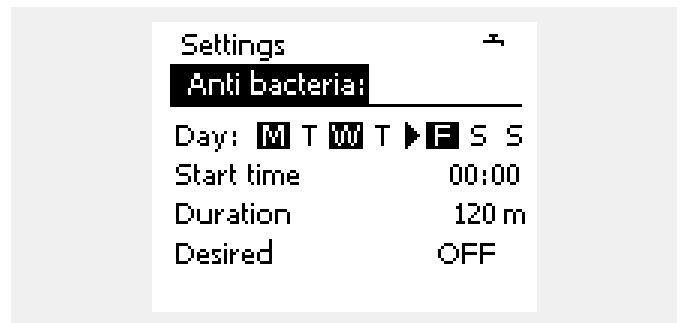 Settings
Anti bacteria:
Day: M T W T F S S
Start time 00:00
Duration 120 m
Desired OFF